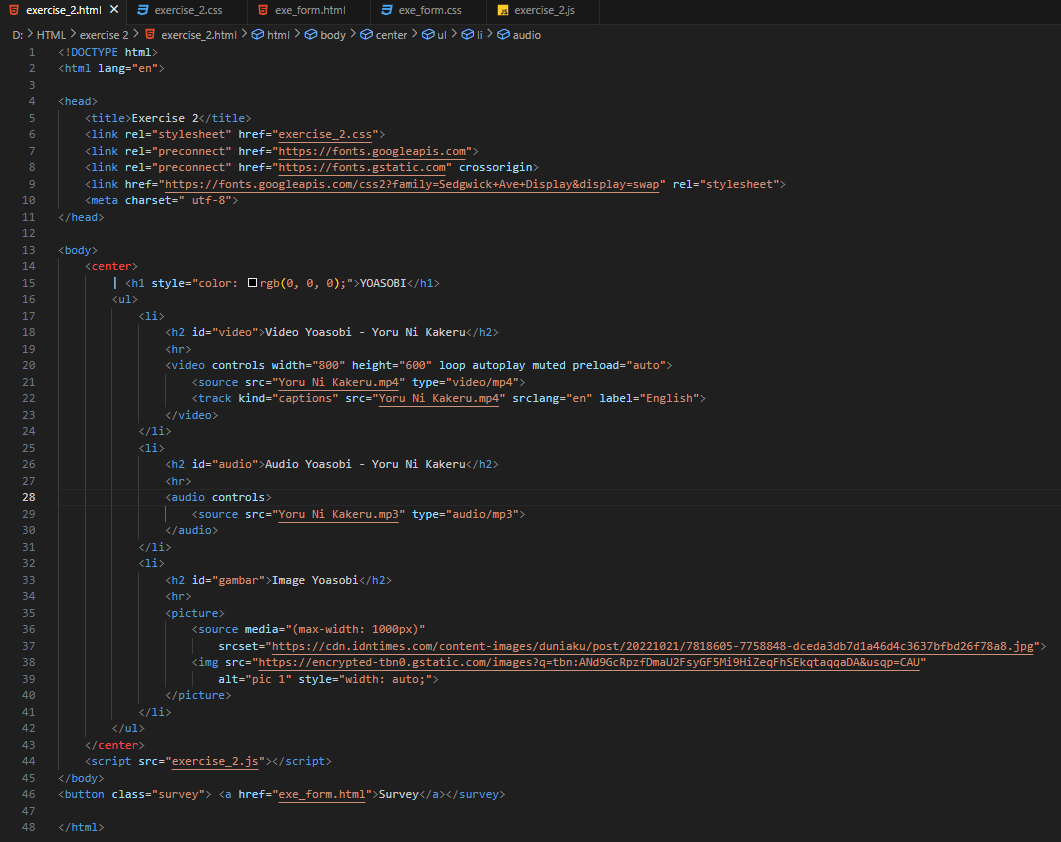 exercise_2.html exercise_2.css exe_form.html exe_form.css exercise_2.js
D: > HTML > exercise 2 > exercise_2.html > html > body > center > ul > li > audio
1 <!DOCTYPE html>
2 <html lang="en">
3
4 <head>
5 <title>Exercise 2</title>
6 <link rel="stylesheet" href="exercise_2.css">
7 <link rel="preconnect" href="https://fonts.googleapis.com">
8 <link rel="preconnect" href="https://fonts.gstatic.com" crossorigin>
9 <link href="https://fonts.googleapis.com/css2?family=Sedgwick+Ave+Display&display=swap" rel="stylesheet">
10 <meta charset=" utf-8">
11 </head>
12
13 <body>
14 <center>
15 | <h1 style="color: rgb(0, 0, 0);">YOASOBI</h1>
16 <ul>
17 <li>
18 <h2 id="video">Video Yoasobi - Yoru Ni Kakeru</h2>
19 <hr>
20 <video controls width="800" height="600" loop autoplay muted preload="auto">
21 <source src="Yoru Ni Kakeru.mp4" type="video/mp4">
22 <track kind="captions" src="Yoru Ni Kakeru.mp4" srclang="en" label="English">
23 </video>
24 </li>
25 <li>
26 <h2 id="audio">Audio Yoasobi - Yoru Ni Kakeru</h2>
27 <hr>
28 <audio controls>
29 <source src="Yoru Ni Kakeru.mp3" type="audio/mp3">
30 </audio>
31 </li>
32 <li>
33 <h2 id="gambar">Image Yoasobi</h2>
34 <hr>
35 <picture>
36 <source media="(max-width: 1000px)"
37 srcset="https://cdn.idntimes.com/content-images/duniaku/post/20221021/7818605-7758848-dceda3db7d1a46d4c3637bfbd26f78a8.jpg">
38 <img src="https://encrypted-tbn0.gstatic.com/images?q=tbn:ANd9GcRpzfDmaU2FsyGF5Mi9HiZeqFhSEkqtaqqaDA&usqp=CAU"
39 alt="pic 1" style="width: auto;">
40 </picture>
41 </li>
42 </ul>
43 </center>
44 <script src="exercise_2.js"></script>
45 </body>
46 <button class="survey"> <a href="exe_form.html">Survey</a></survey>
47
48 </html>